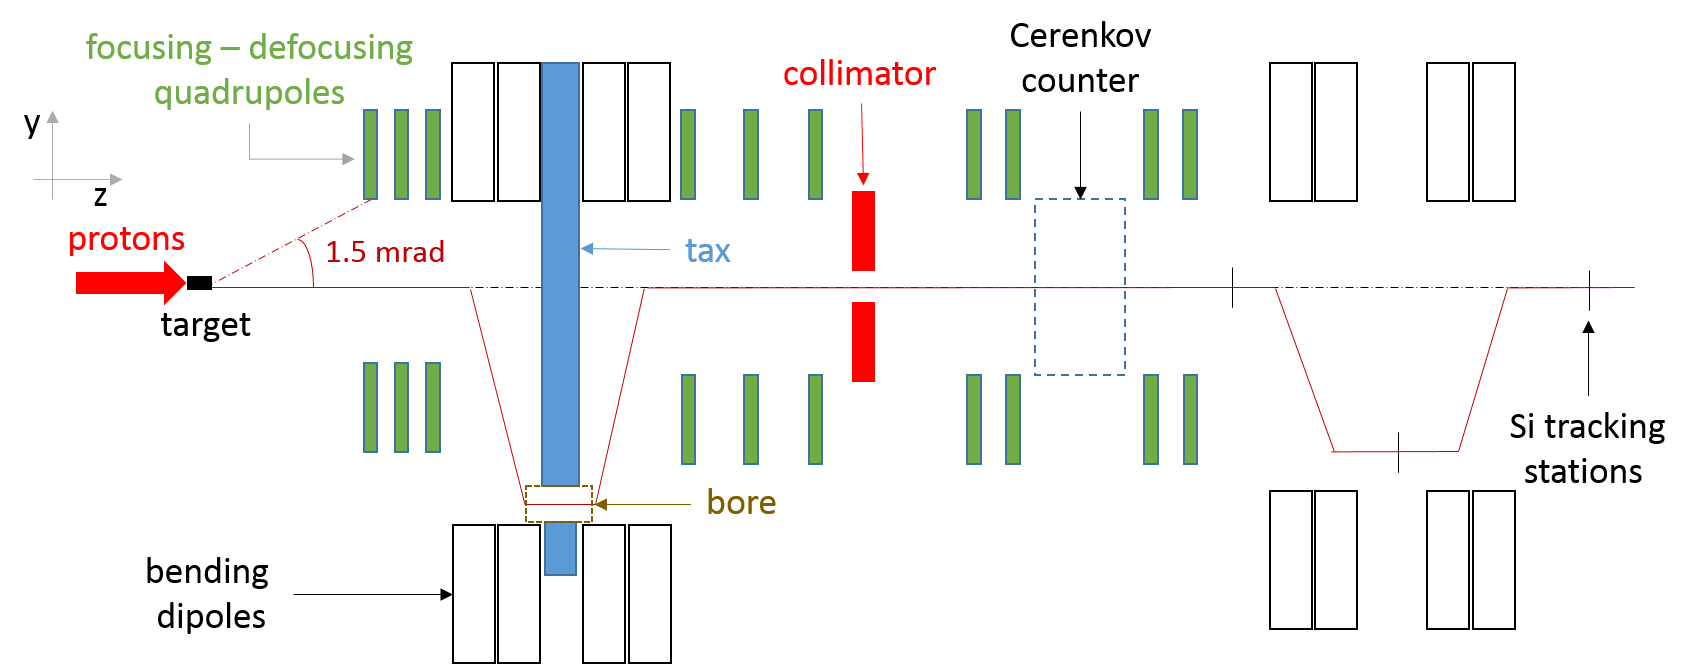 focusing – defocusing
quadrupoles
Cerenkov
counter
collimator
y
z
protons
1.5 mrad
tax
target
bore
Si tracking
stations
bending
dipoles